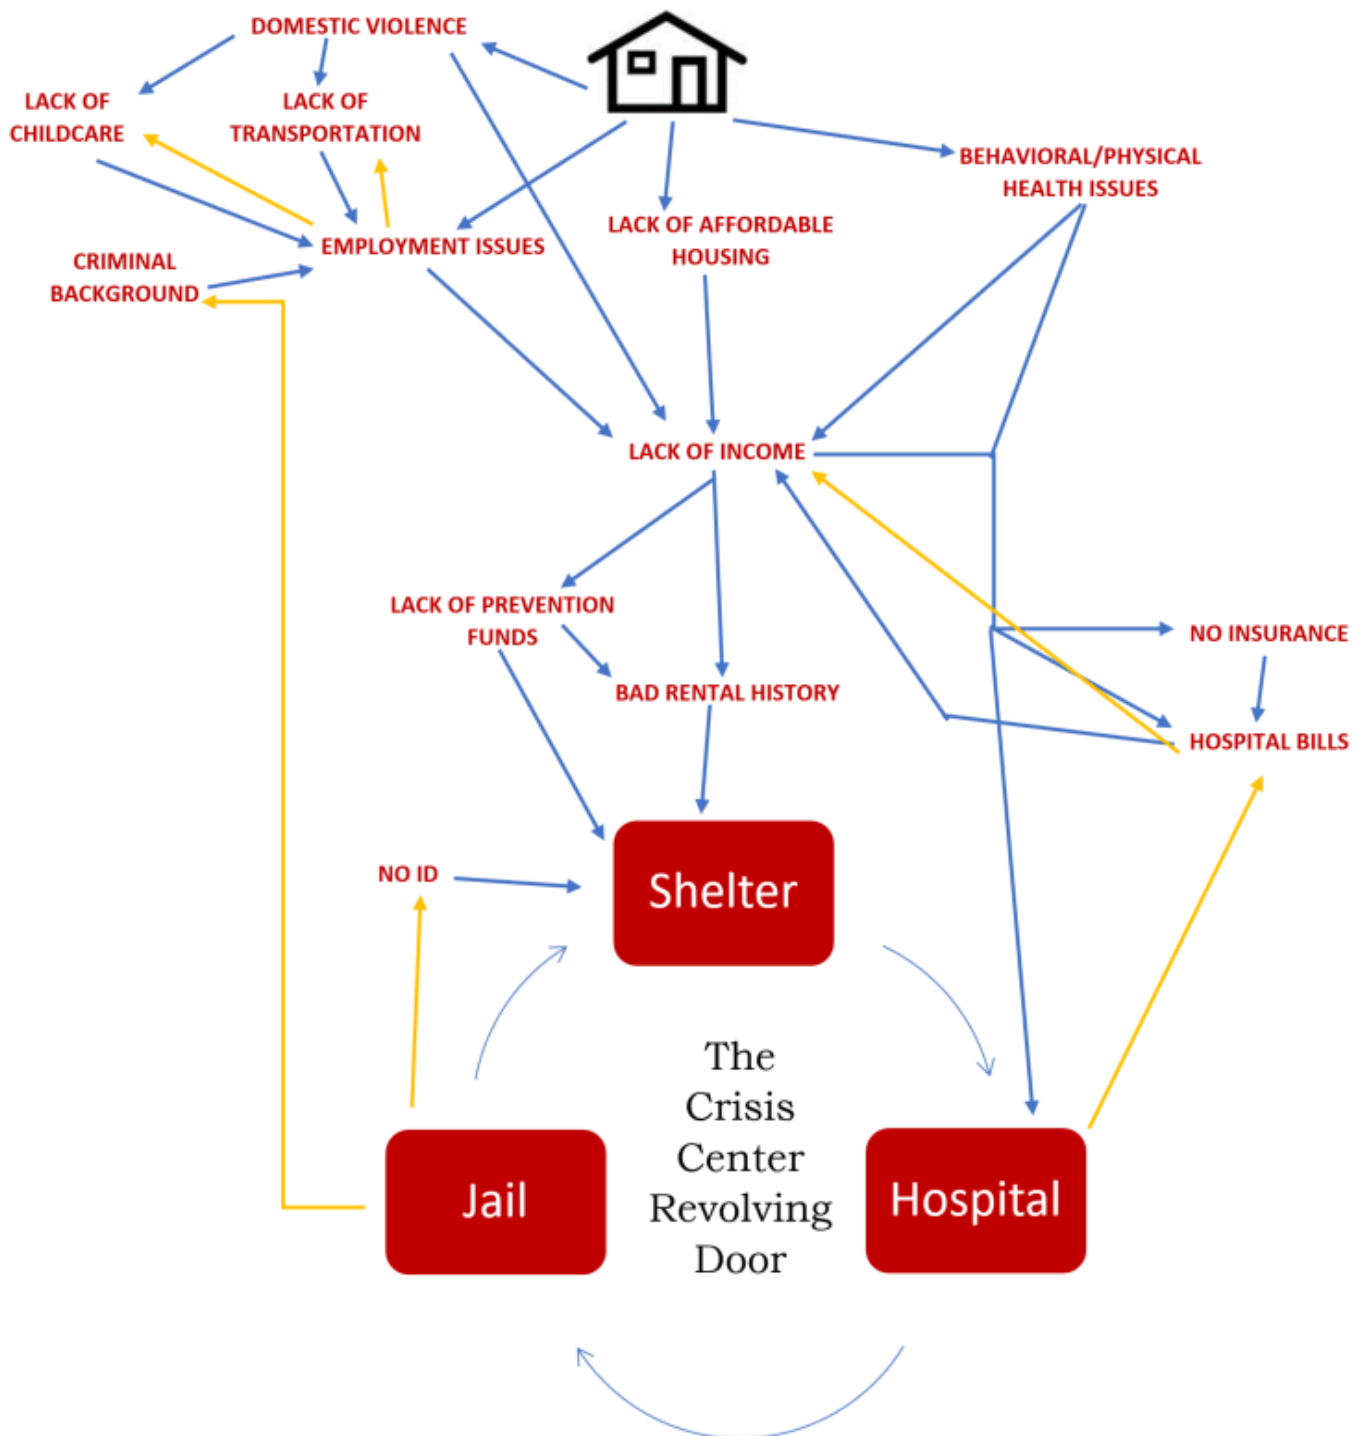 DOMESTIC VIOLENCE
LACK OF
CHILDCARE
LACK OF
TRANSPORTATION
BEHAVIORAL/PHYSICAL
HEALTH ISSUES
LACK OF AFFORDABLE
HOUSING
EMPLOYMENT ISSUES
CRIMINAL
BACKGROUND
LACK OF INCOME
LACK OF PREVENTION
FUNDS
NO INSURANCE
BAD RENTAL HISTORY
HOSPITAL BILLS
NO ID
Shelter
The
Crisis
Center
Revolving
Door
Jail
Hospital